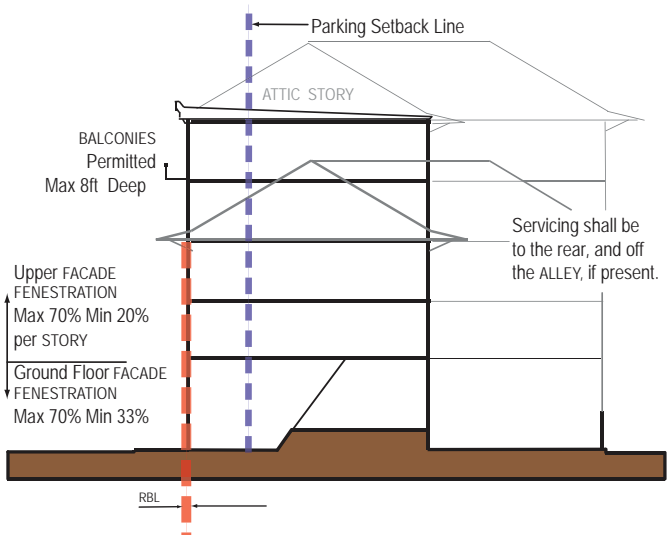 Parking Setback Line
ATTIC STORY
BALCONIES
Permitted
Max 8ft Deep
Servicing shall be
to the rear, and off
the ALLEY, if present.
Upper FACADE
FENESTRATION
Max 70% Min 20%
per STORY
Ground Floor FACADE
FENESTRATION
Max 70% Min 33%
RBL